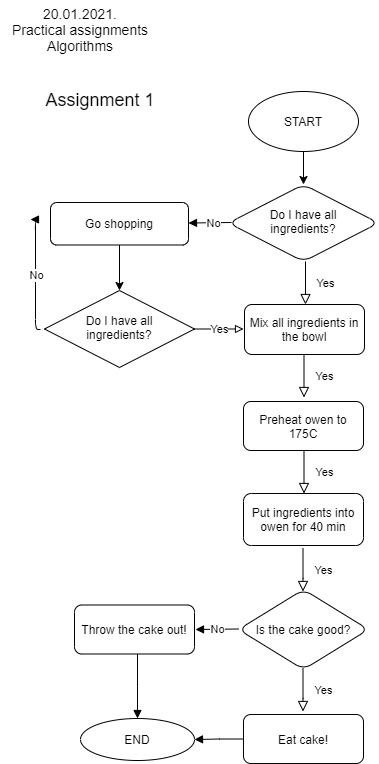 20.01.2021.
Practical assignments
Algorithms
Assignment 1
START
Do I have all
ingredients?
No
Go shopping
Yes
No
Do I have all
ingredients?
Yes
Mix all ingredients in
the bowl
Yes
Preheat owen to
175C
Yes
Put ingredients into
owen for 40 min
Yes
Is the cake good?
No
Throw the cake out!
Yes
Eat cake!
END